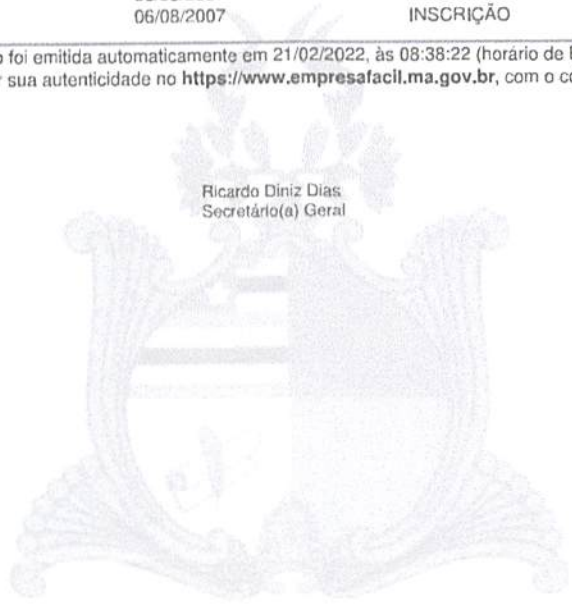 06/08/2007 INSCRIÇÃO
foi emitida automaticamente em 21/02/2022, às 08:38:22 (horário de
sua autenticidade no https://www.empresafacil.ma.gov.br, com o
Ricardo Diniz Dias
Secretário(a) Geral